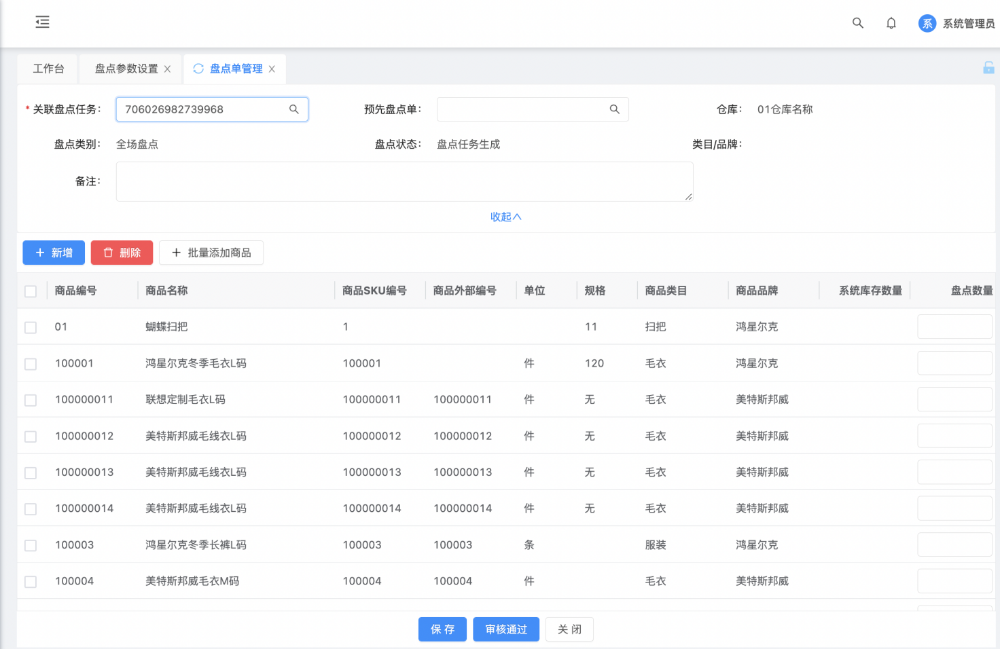 系 系统管理员
工作台 盘点参数设置 盘点单管理
* 关联盘点任务: 706026982739968 预先盘点单: 仓库: 01仓库名称
盘点类别: 全场盘点 盘点状态: 盘点任务生成 类目/品牌:
备注:
收起
新增 删除 批量添加商品
商品编号 商品名称 商品SKU编号 商品外部编号 单位 规格 商品类目 商品品牌 系统库存数量 盘点数量
01 蝴蝶扫把 1 11 扫把 鸿星尔克
100001 鸿星尔克冬季毛衣L码 100001 件 120 毛衣 鸿星尔克
100000011 联想定制毛衣L码 100000011 100000011 件 无 毛衣 美特斯邦威
100000012 美特斯邦威毛线衣L码 100000012 100000012 件 无 毛衣 美特斯邦威
100000013 美特斯邦威毛线衣L码 100000013 100000013 件 无 毛衣 美特斯邦威
100000014 美特斯邦威毛线衣L码 100000014 100000014 件 无 毛衣 美特斯邦威
100003 鸿星尔克冬季长裤L码 100003 100003 条 服装 鸿星尔克
100004 美特斯邦威毛衣M码 100004 100004 件 毛衣 美特斯邦威
保 存 审核通过 关 闭